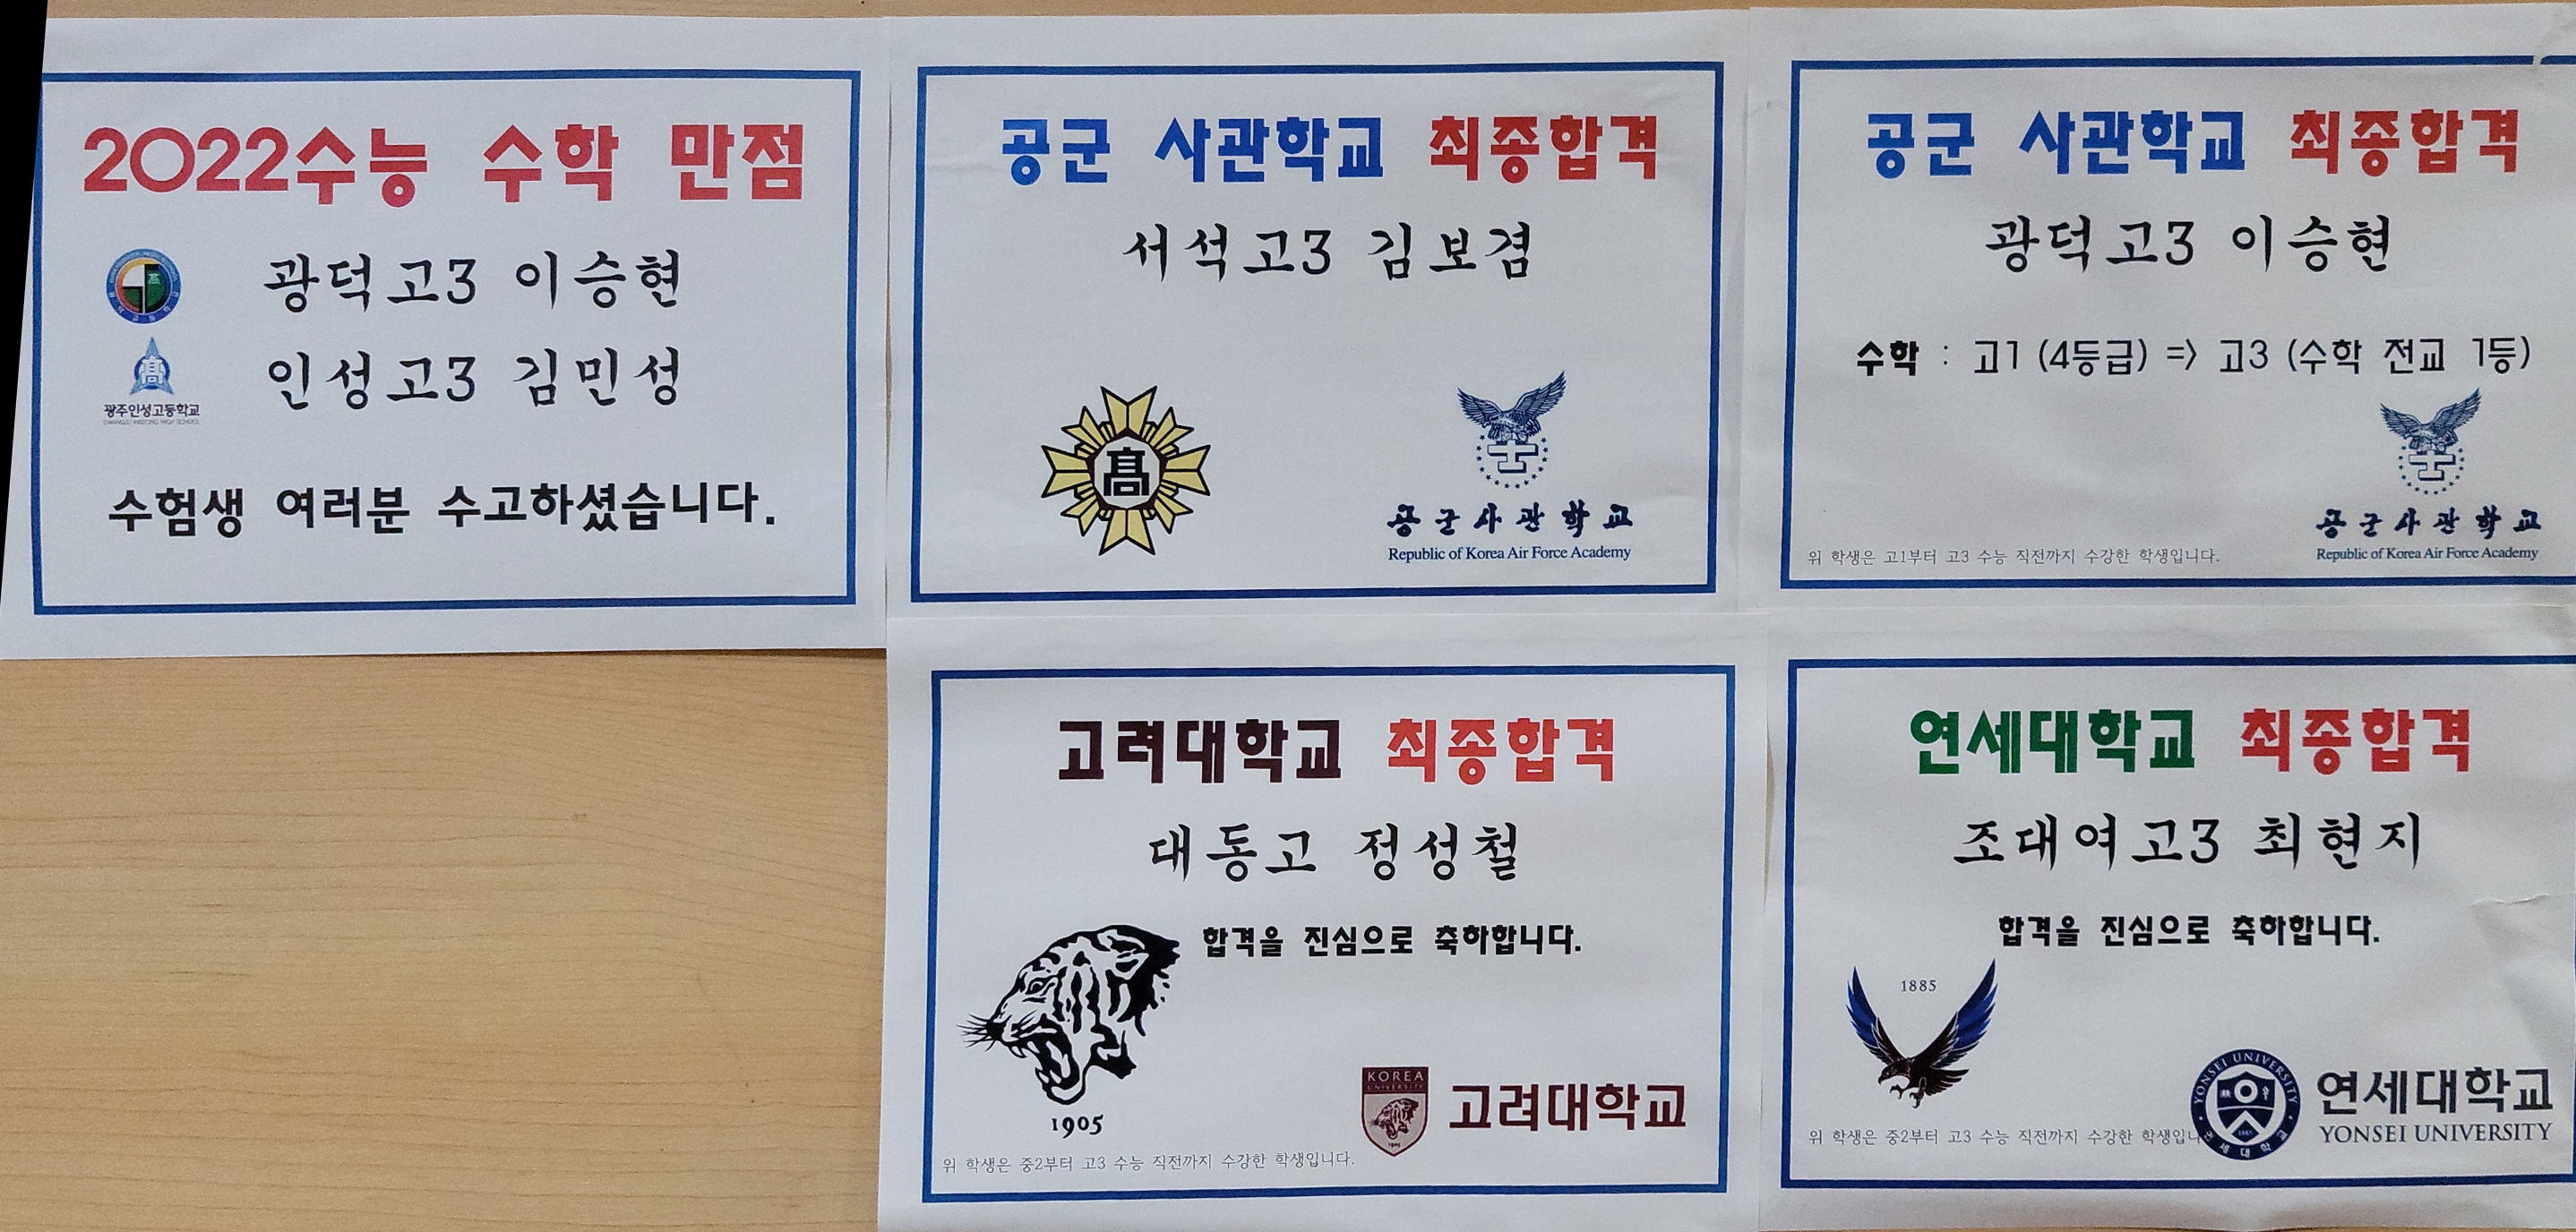 2022수능 수학 만점
광덕고3 이승현
인성고3 김민성
광주인성고등학교
수험생 여러분 수고하셨습니다.
공군 사관학교 최종합격
서석고3 김보겸
高
공군사관학교
Republic of Korea Air Force Academy
공군 사관학교 최종합격
광덕고3 이승현
수학 : 고1 (4등급) => 고3 (수학 전교 1등)
공군사관학교
Republic of Korea Air Force Academy
위 학생은 고1부터 고3 수능 직전까지 수강한 학생입니다.
고려대학교 최종합격
대동고 정성철
합격을 진심으로 축하합니다.
1905
KOREA
UNIVERSITY
고려대학교
위 학생은 중2부터 고3 수능 직전까지 수강한 학생입니다.
연세대학교 최종합격
조대여고3 최현지
합격을 진심으로 축하합니다.
1885
YONSEI UNIVERSITY
연세대학교
연세대학교
YONSEI UNIVERSITY
위 학생은 중2부터 고3 수능 직전까지 수강한